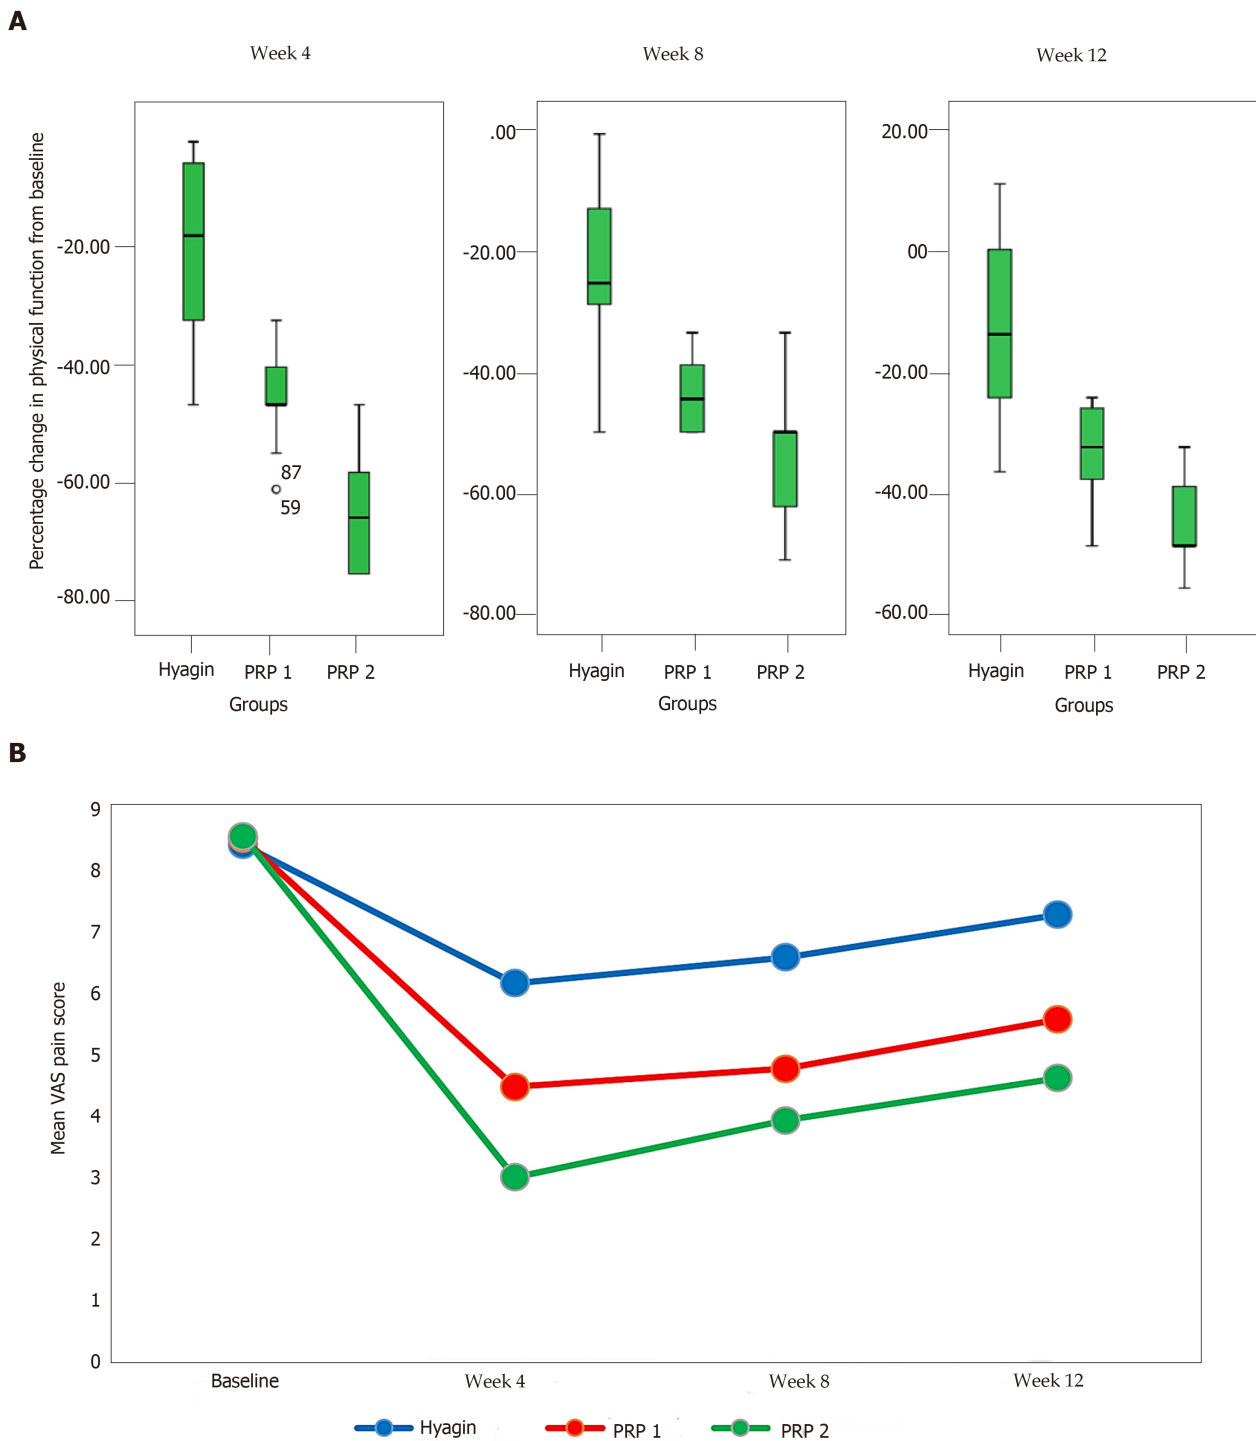 A
Week 4
Week 8
Week 12
Percentage change in physical function from baseline
-20.00
-40.00
-60.00
-80.00
87
59
Hyagin PRP 1 PRP 2
Groups
.00
-20.00
-40.00
-60.00
-80.00
Hyagin PRP 1 PRP 2
Groups
20.00
00
-20.00
-40.00
-60.00
Hyagin PRP 1 PRP 2
Groups
B
Mean VAS pain score
9
8
7
6
5
4
3
2
1
0
Baseline Week 4 Week 8 Week 12
Hyagin PRP 1 PRP 2